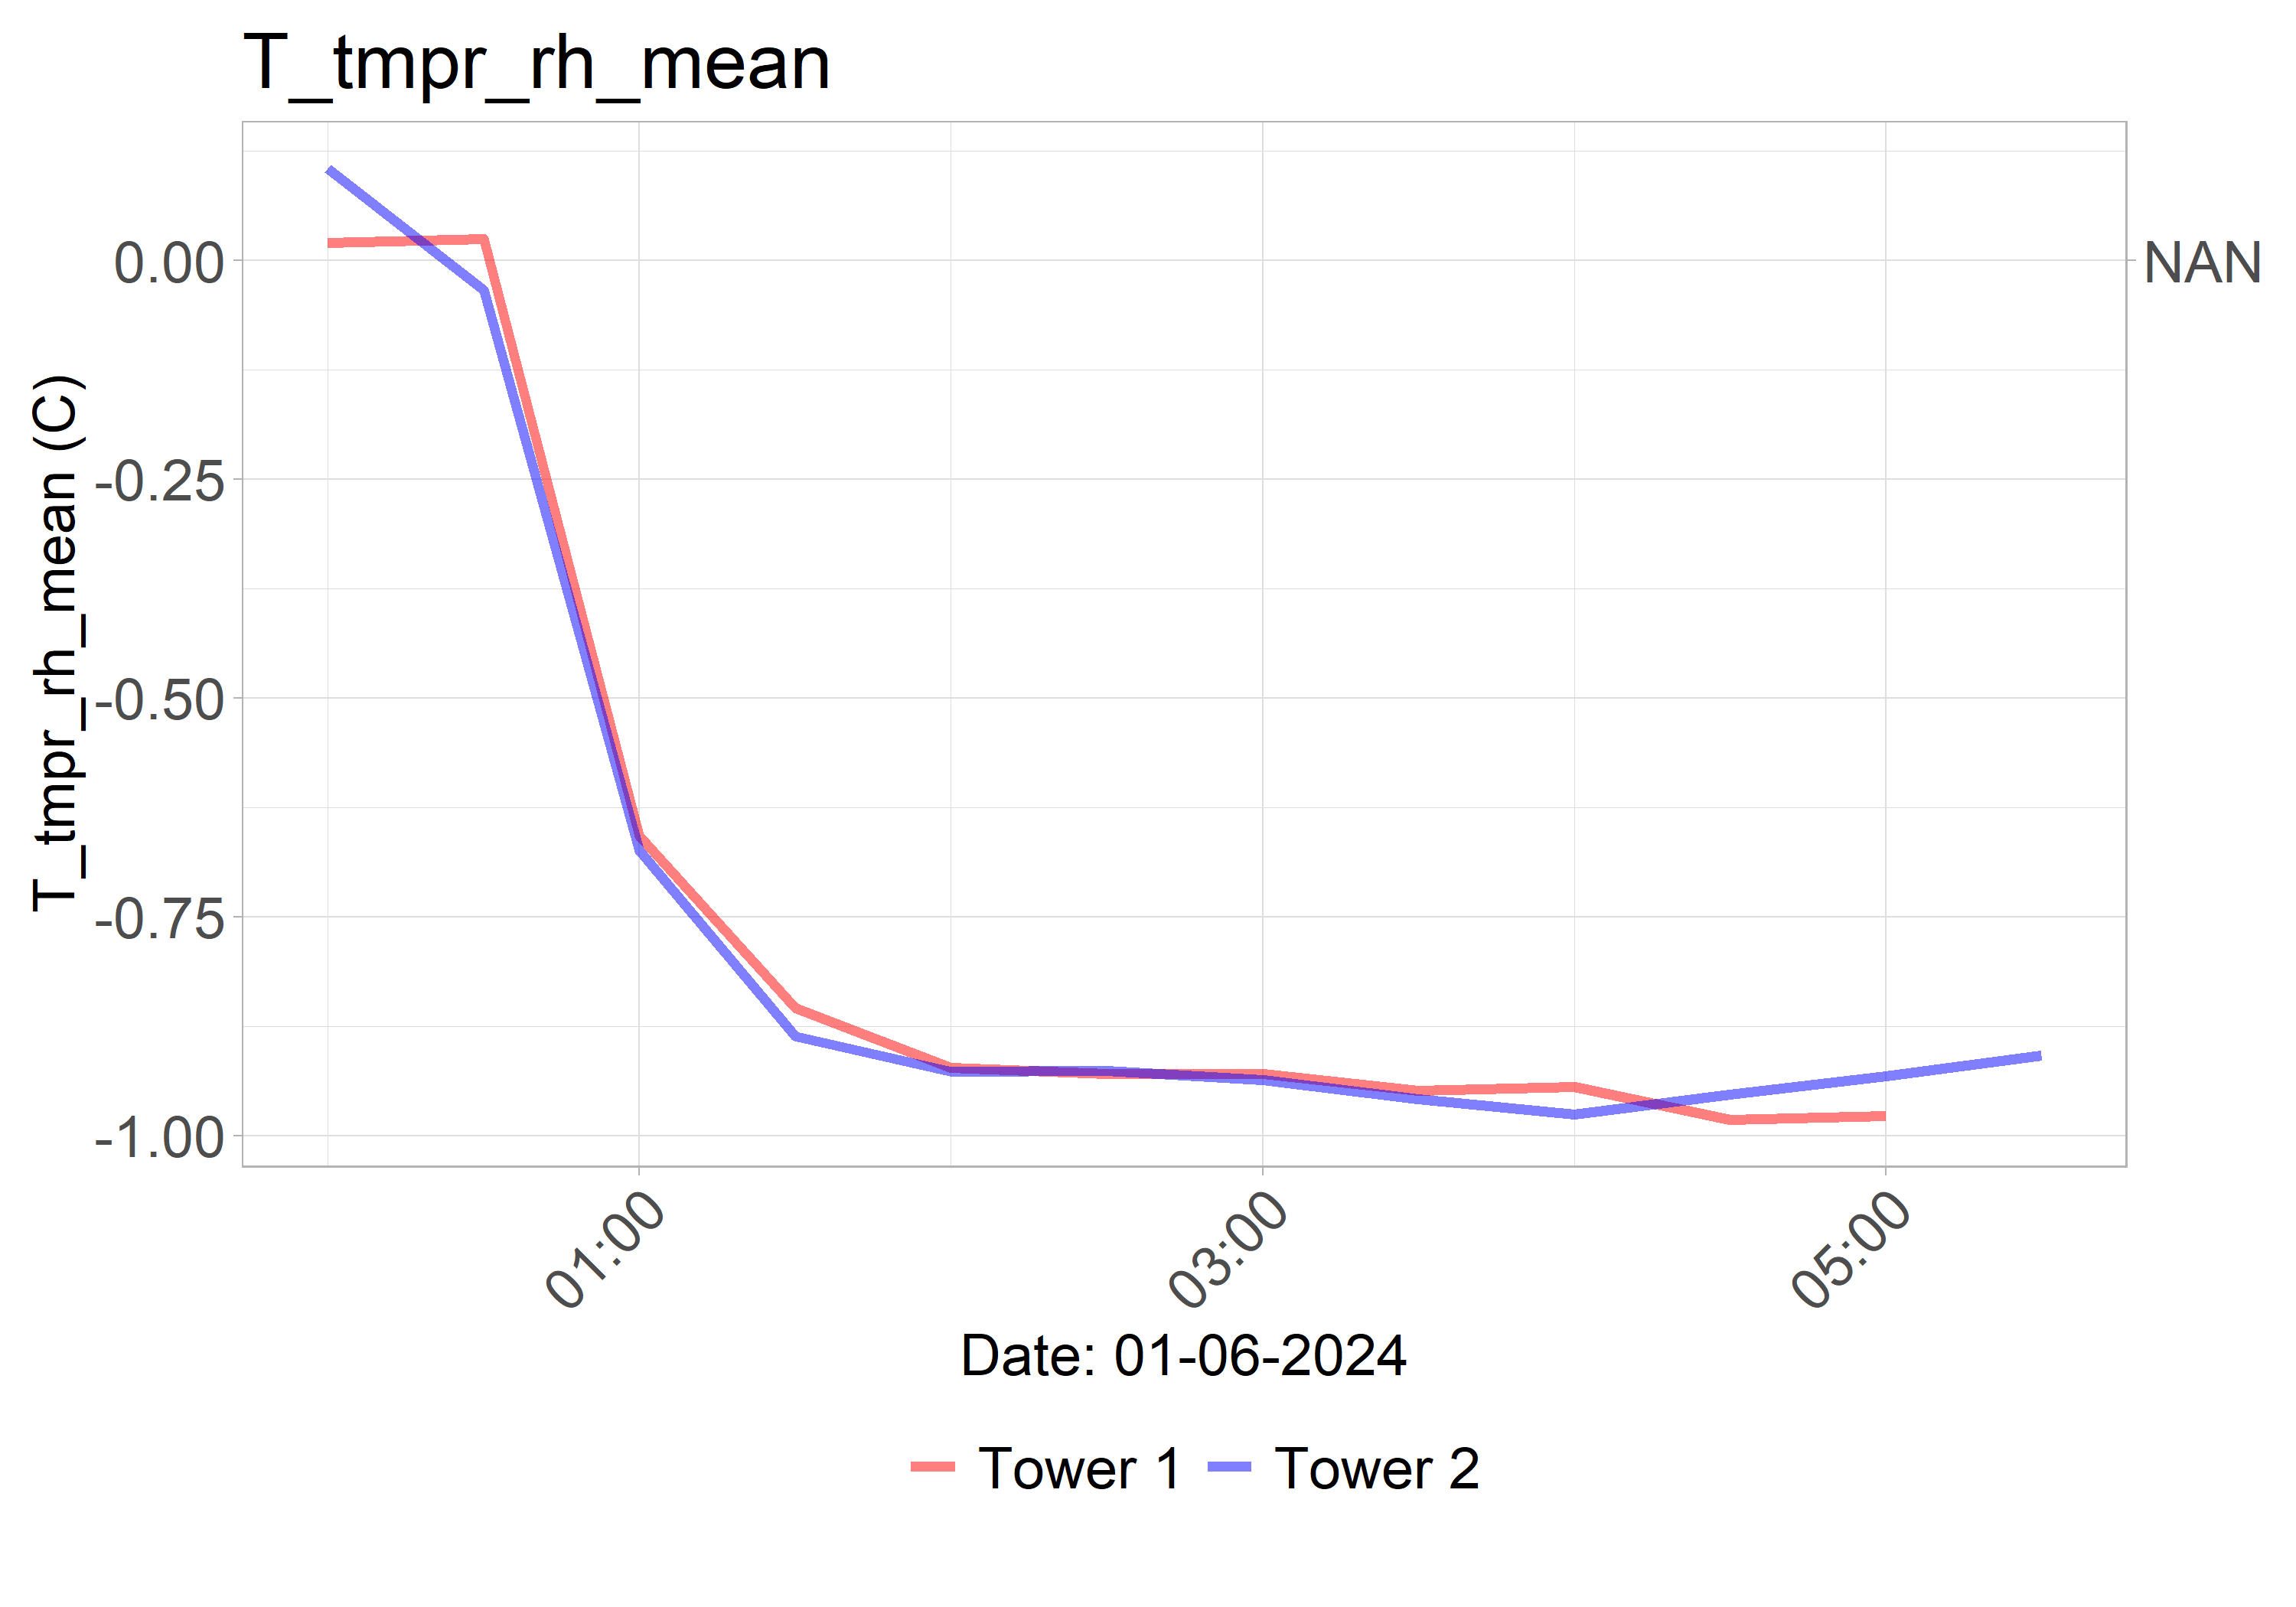 T_tmpr_rh_mean
T_tmpr_rh_mean (C)
0.00
-0.25
-0.50
-0.75
-1.00
NAN
01:00
03:00
05:00
Date: 01-06-2024
Tower 1
Tower 2